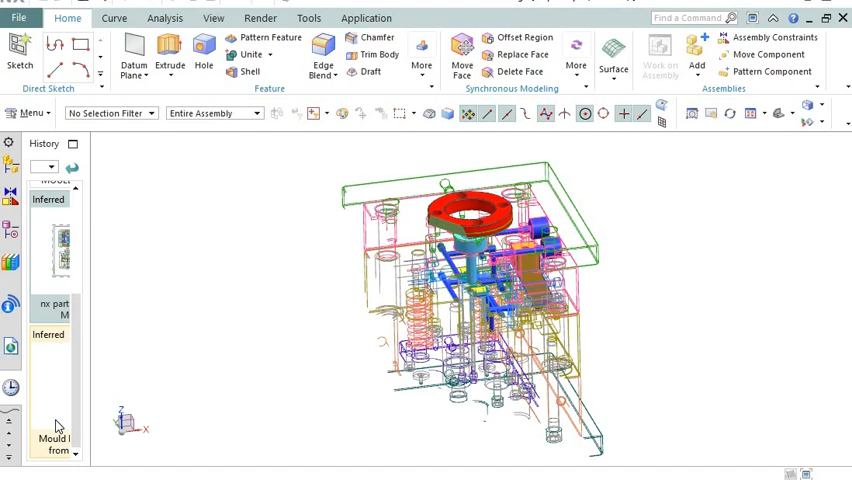 File
Home
Curve
Analysis
View
Render
Tools
Application
Find a Command
Sketch
Direct Sketch
Datum
Plane
Extrude
Hole
Pattern Feature
Unite
Shell
Edge
Blend
Chamfer
Trim Body
Draft
More
Feature
Move
Face
Offset Region
Replace Face
Delete Face
More
Synchronous Modeling
Surface
Work on
Assembly
Add
Assembly Constraints
Move Component
Pattern Component
Assemblies
Menu
No Selection Filter
Entire Assembly
History
Inferred
nx part
M
Inferred
Mould
from
Z
X